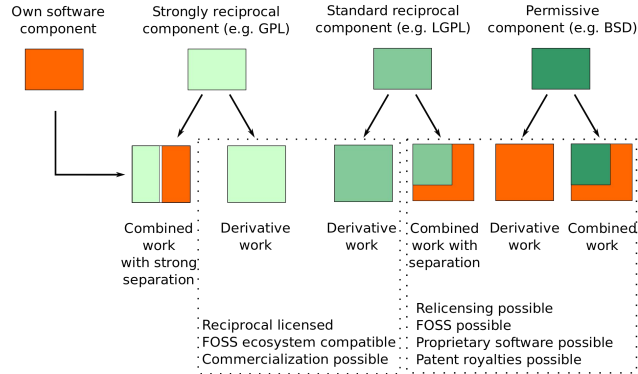 Own software
component
Strongly reciprocal
component (e.g. GPL)
Standard reciprocal
component (e.g. LGPL)
Permissive
component (e.g. BSD)
Combined
work
with strong
separation
Derivative
work
Derivative
work
Combined
work with
separation
Derivative
work
Combined
work
Reciprocal licensed
FOSS ecosystem compatible
Commercialization possible
Relicensing possible
FOSS possible
Proprietary software possible
Patent royalties possible